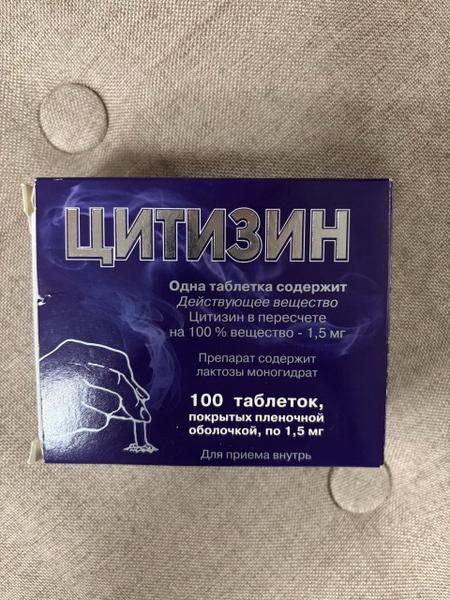 ЦИТИЗИН
Одна таблетка содержит
Действующее вещество
Цитизин в пересчете
на 100 % вещество - 1,5 мг
Препарат содержит
лактозы моногидрат
100 таблеток,
покрытых пленочной
оболочкой, по 1,5 мг
Для приема внутрь